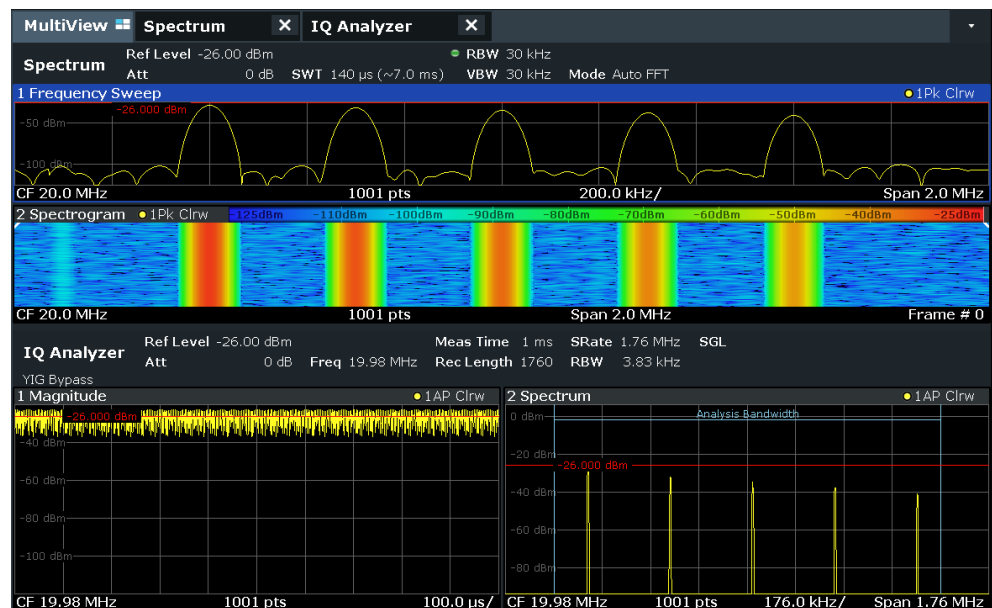 MultiView Spectrum X IQ Analyzer X
Spectrum
Ref Level -26.00 dBm RBW 30 kHz
Att 0 dB SWT 140 µs (~7.0 ms) VBW 30 kHz Mode Auto FFT
1 Frequency Sweep 1Pk Clrw
-26.000 dBm
-50 dBm
-100 dBm
CF 20.0 MHz 1001 pts 200.0 kHz/ Span 2.0 MHz
2 Spectrogram 1Pk Clrw -125dBm -110dBm -100dBm -90dBm -80dBm -70dBm -60dBm -50dBm -40dBm -25dBm
CF 20.0 MHz 1001 pts Span 2.0 MHz Frame # 0
IQ Analyzer
Ref Level -26.00 dBm Meas Time 1 ms SRate 1.76 MHz SGL
Att 0 dB Freq 19.98 MHz Rec Length 1760 RBW 3.83 kHz
YIG Bypass
1 Magnitude 1AP Clrw
-26.000 dBm
-40 dBm
-60 dBm
-80 dBm
-100 dBm
CF 19.98 MHz 1001 pts 100.0 µs/
2 Spectrum 1AP Clrw
0 dBm Analysis Bandwidth
-20 dBm
-26.000 dBm
-40 dBm
-60 dBm
-80 dBm
CF 19.98 MHz 1001 pts 176.0 kHz/ Span 1.76 MHz